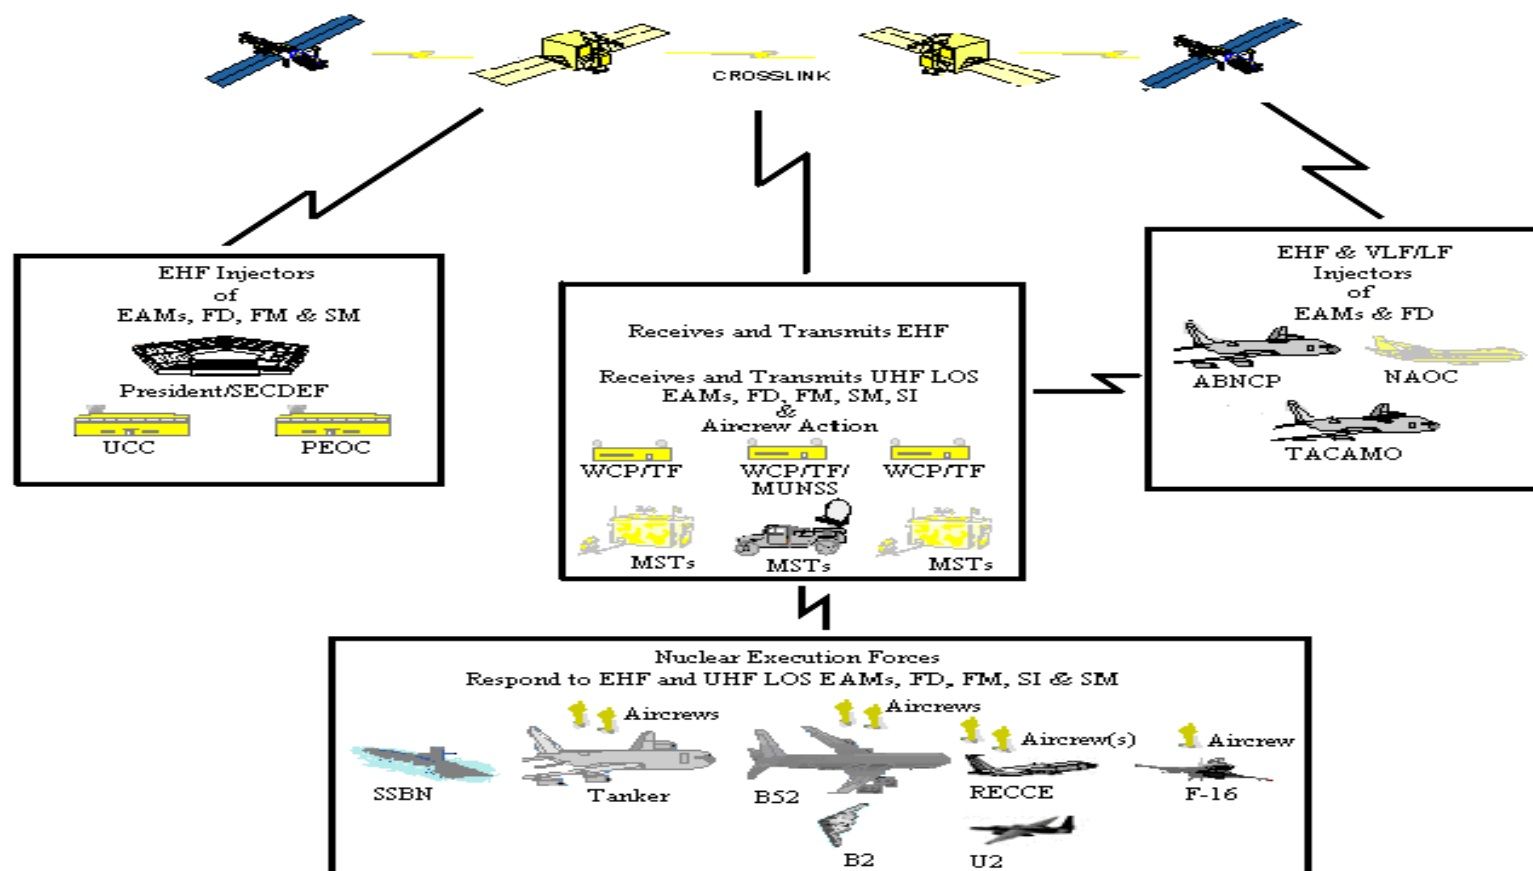 CROSSLINK
EHF Injectors
of
EAMs, FD, FM & SM
President/SECDEF
UCC
PEOC
Receives and Transmits EHF
Receives and Transmits UHF LOS
EAMs, FD, FM, SM, SI
&
Aircrew Action
WCP/TF
WCP/TF/
MUNSS
WCP/TF
MSTs
MSTs
MSTs
EHF & VLF/LF
Injectors
of
EAMs & FD
ABNCP
NAOC
TACAMO
Nuclear Execution Forces
Respond to EHF and UHF LOS EAMs, FD, FM, SI & SM
Aircrews
Aircrews
Aircrew(s)
Aircrew
SSBN
Tanker
B52
RECCE
F-16
B2
U2